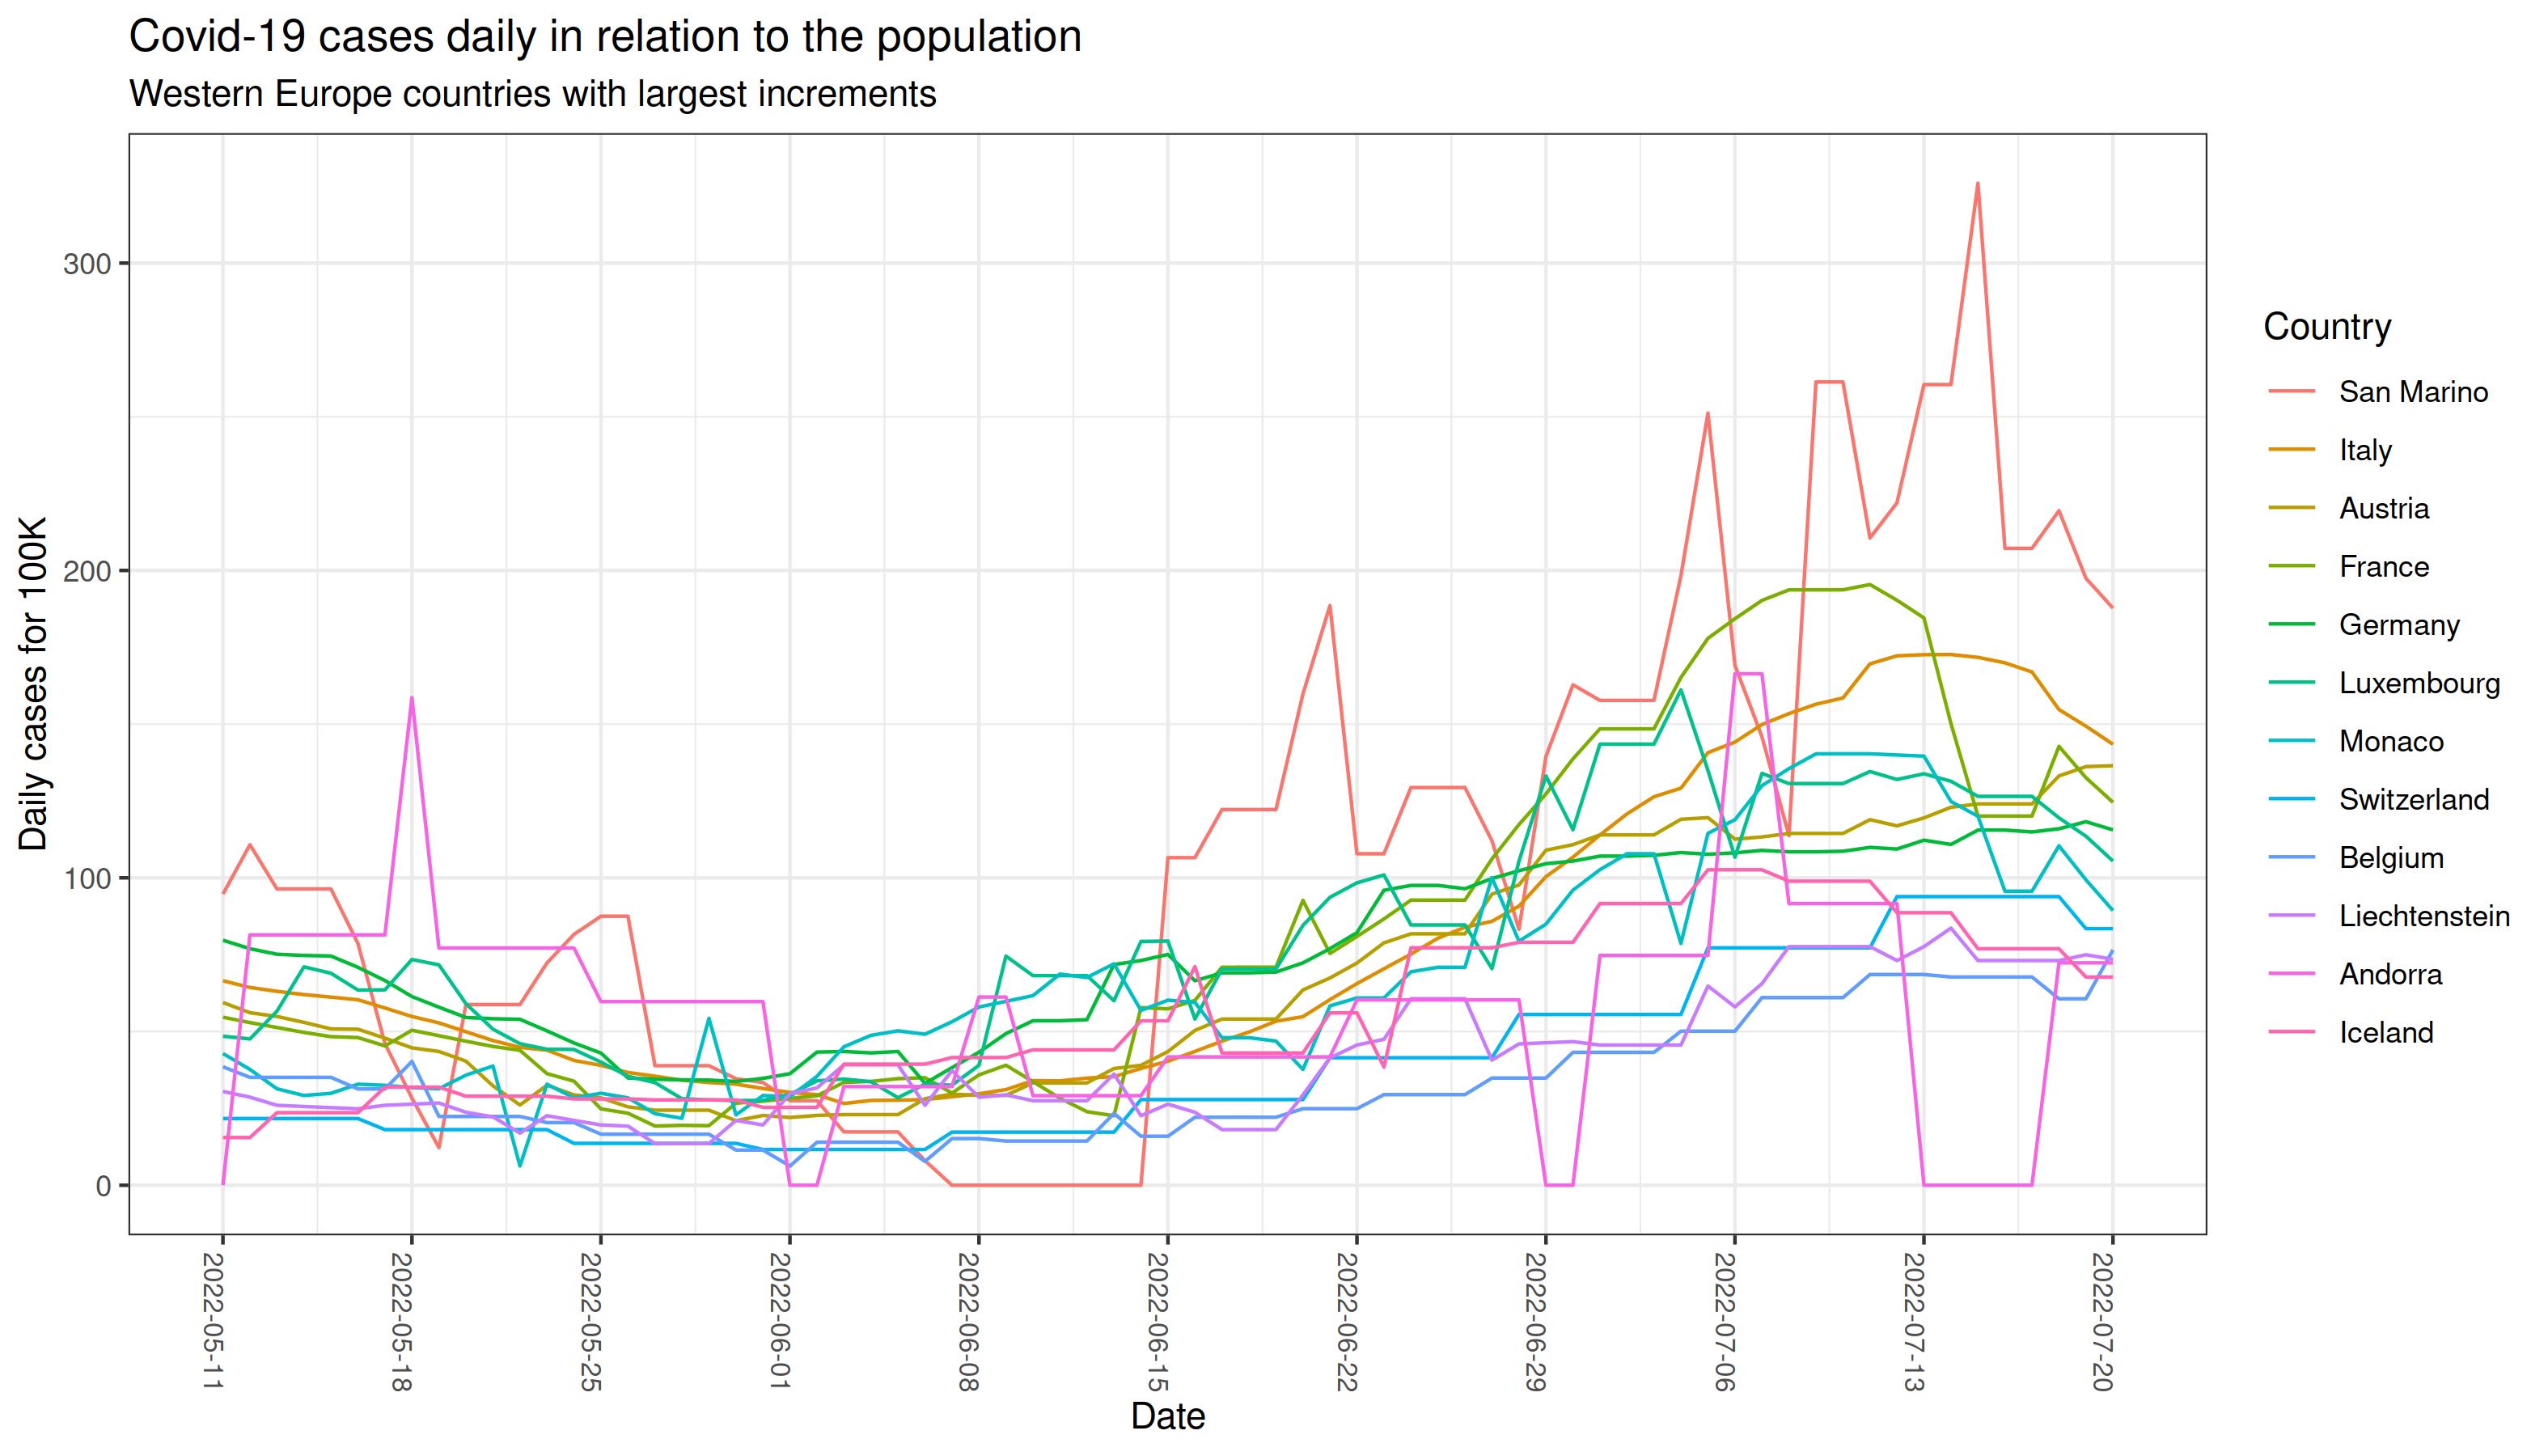 Covid-19 cases daily in relation to the population
Western Europe countries with largest increments
Daily cases for 100K
300
200
100
0
2022-05-11
2022-05-18
2022-05-25
2022-06-01
2022-06-08
2022-06-15
2022-06-22
2022-06-29
2022-07-06
2022-07-13
2022-07-20
Date
Country
San Marino
Italy
Austria
France
Germany
Luxembourg
Monaco
Switzerland
Belgium
Liechtenstein
Andorra
Iceland